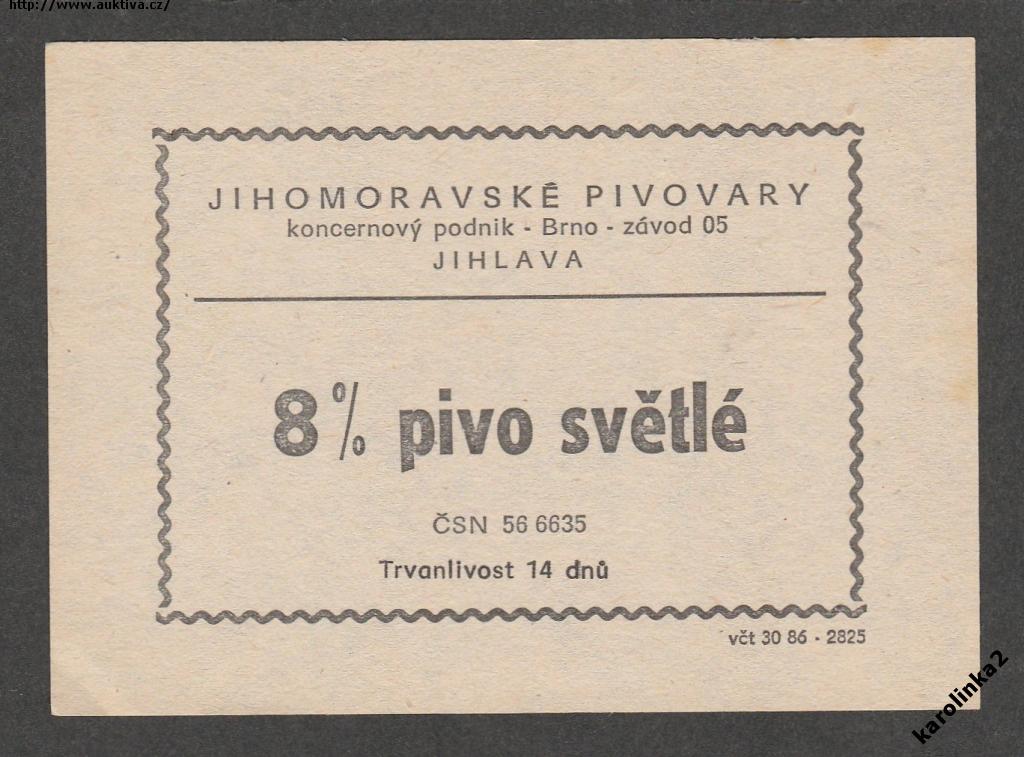 http://www.auktiva.cz/
JIHOMORAVSKÉ PIVOVARY
koncernový podnik - Brno - závod 05
JIHLAVA
8% pivo světlé
ČSN 56 6635
Trvanlivost 14 dnů
včt 30 86 - 2825
karolinka2